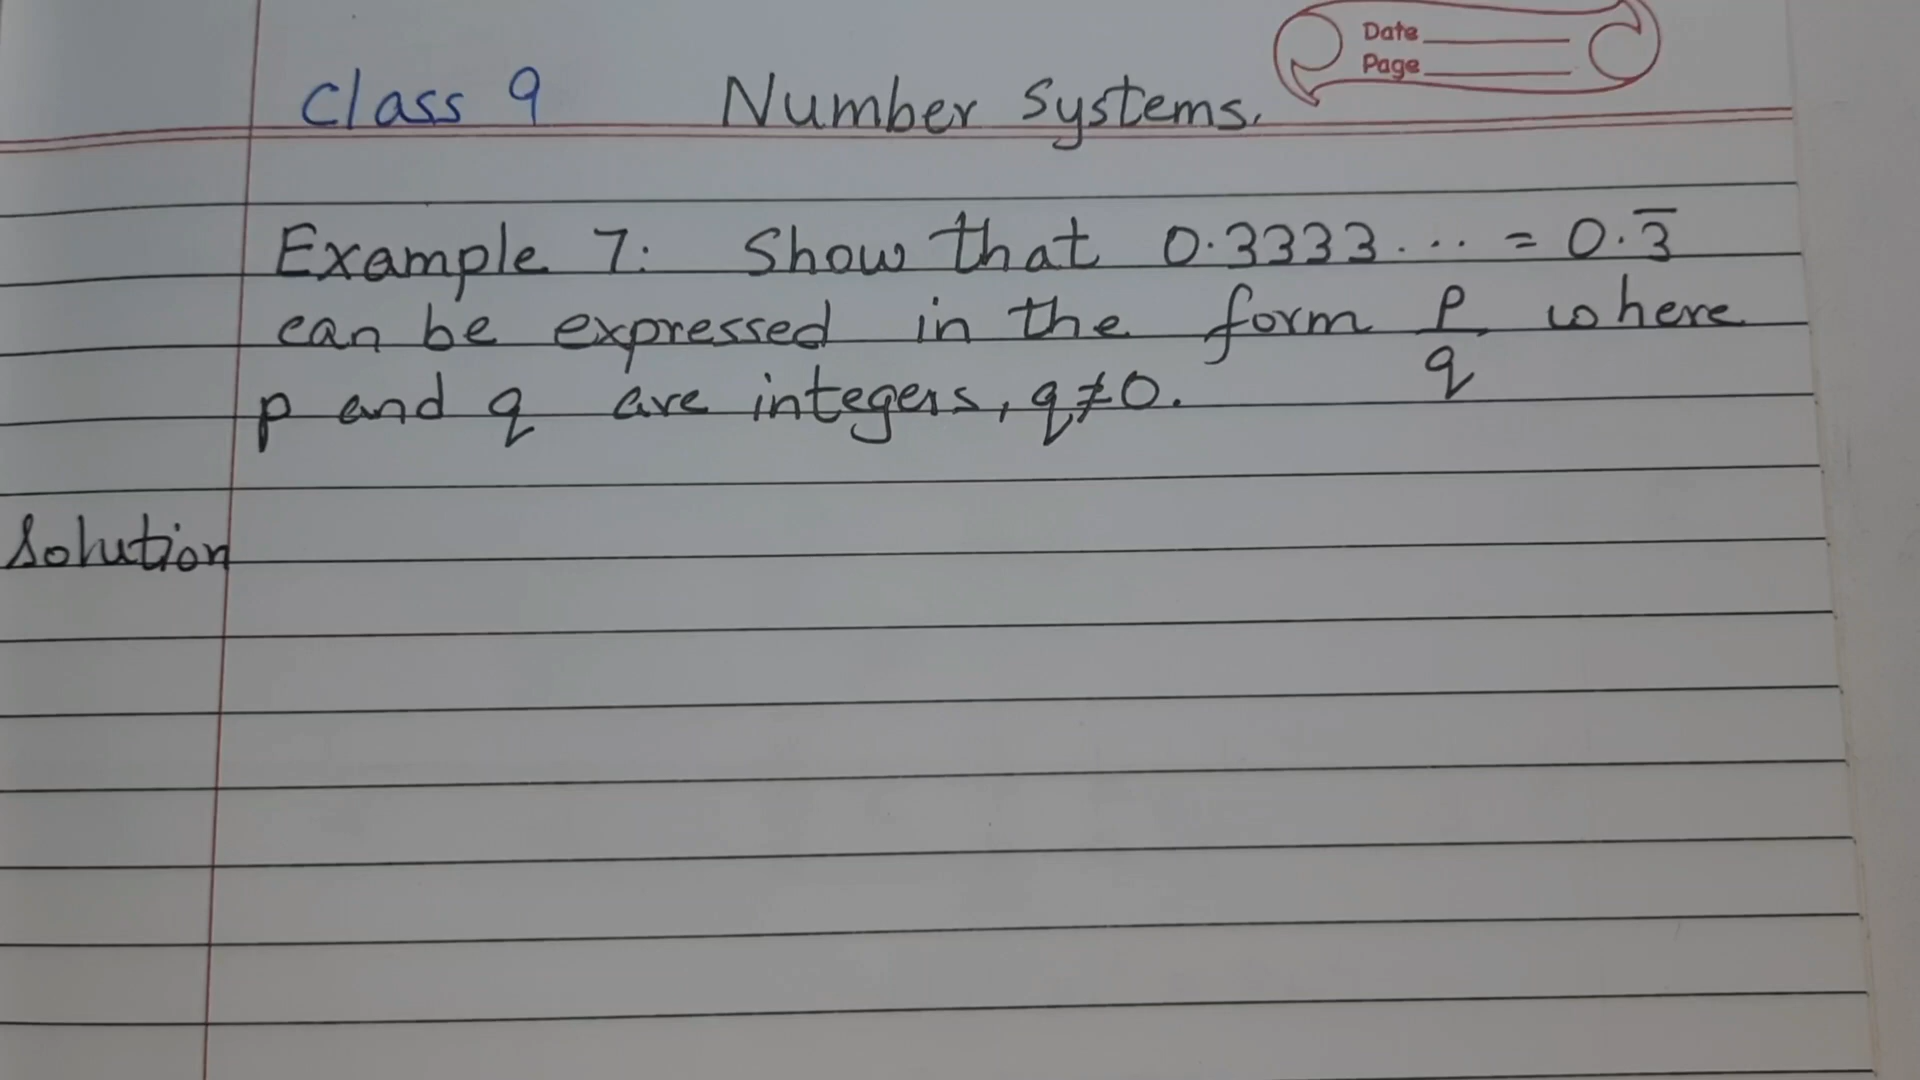 Date
Page
Class 9 Number Systems.
Example 7: Show that 0.3333... = 0.3̅
can be expressed in the form p/q where
p and q are integers, q≠0.
Solution